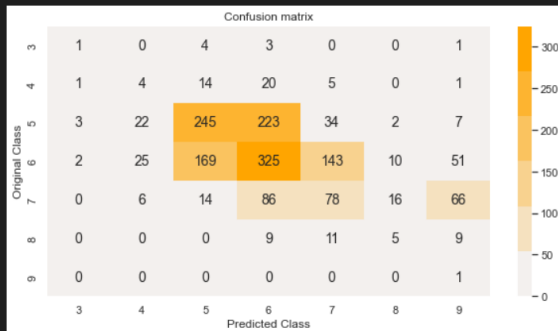 Confusion matrix
3 1 0 4 3 0 0 1
4 1 4 14 20 5 0 1
5 3 22 245 223 34 2 7
6 2 25 169 325 143 10 51
7 0 6 14 86 78 16 66
8 0 0 0 9 11 5 9
9 0 0 0 0 0 0 1
3 4 5 6 7 8 9
Original Class
Predicted Class
300
250
200
150
100
50
0